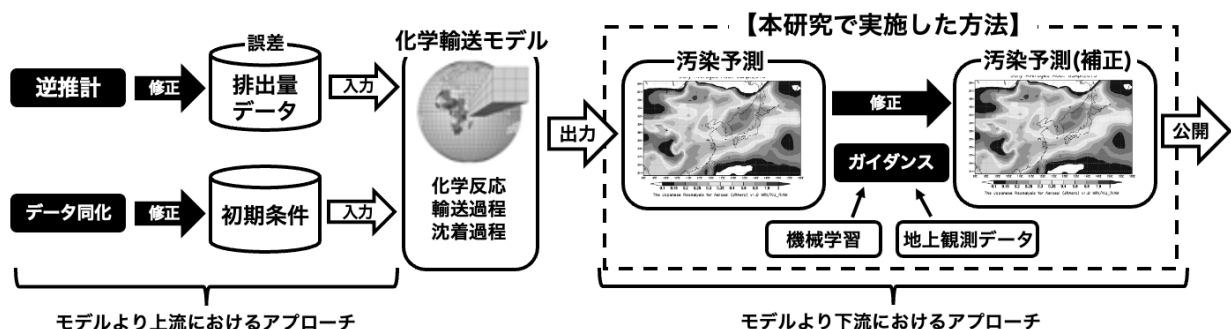 逆推計
修正
誤差
排出量
データ
入力
データ同化
修正
初期条件
入力
化学輸送モデル
化学反応
輸送過程
沈着過程
出力
【本研究で実施した方法】
汚染予測
修正
ガイダンス
機械学習
地上観測データ
汚染予測(補正)
公開
モデルより上流におけるアプローチ
モデルより下流におけるアプローチ